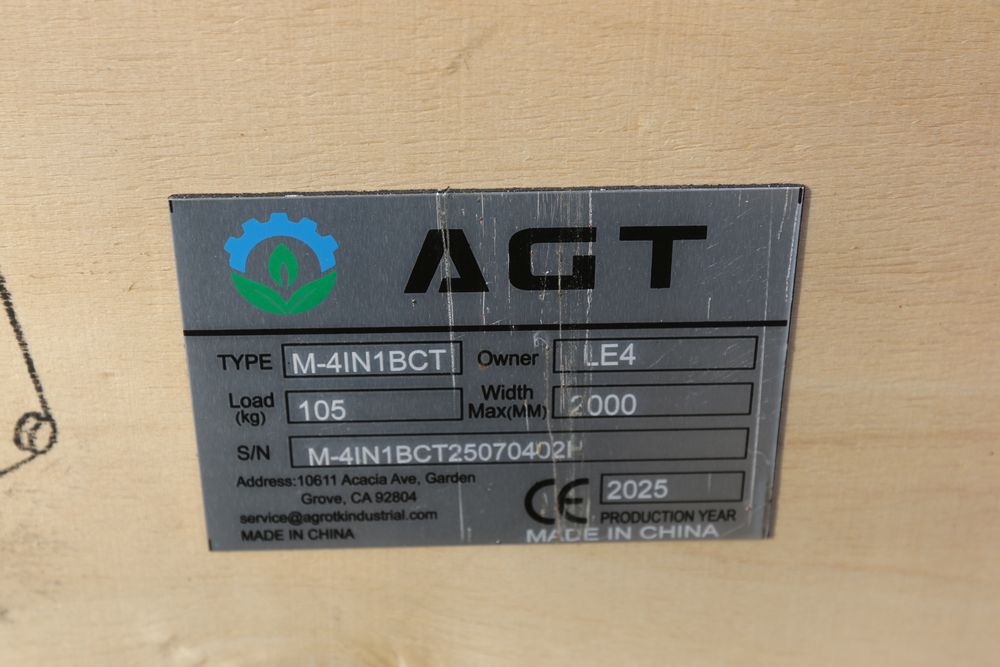 AGT
TYPE M-4IN1BCT Owner LE4
Load (kg) 105 Width Max(MM) 2000
S/N M-4IN1BCT25070402H
Address:10611 Acacia Ave, Garden
Grove, CA 92804
service@agrotkindustrial.com
MADE IN CHINA
CE 2025
PRODUCTION YEAR
MADE IN CHINA